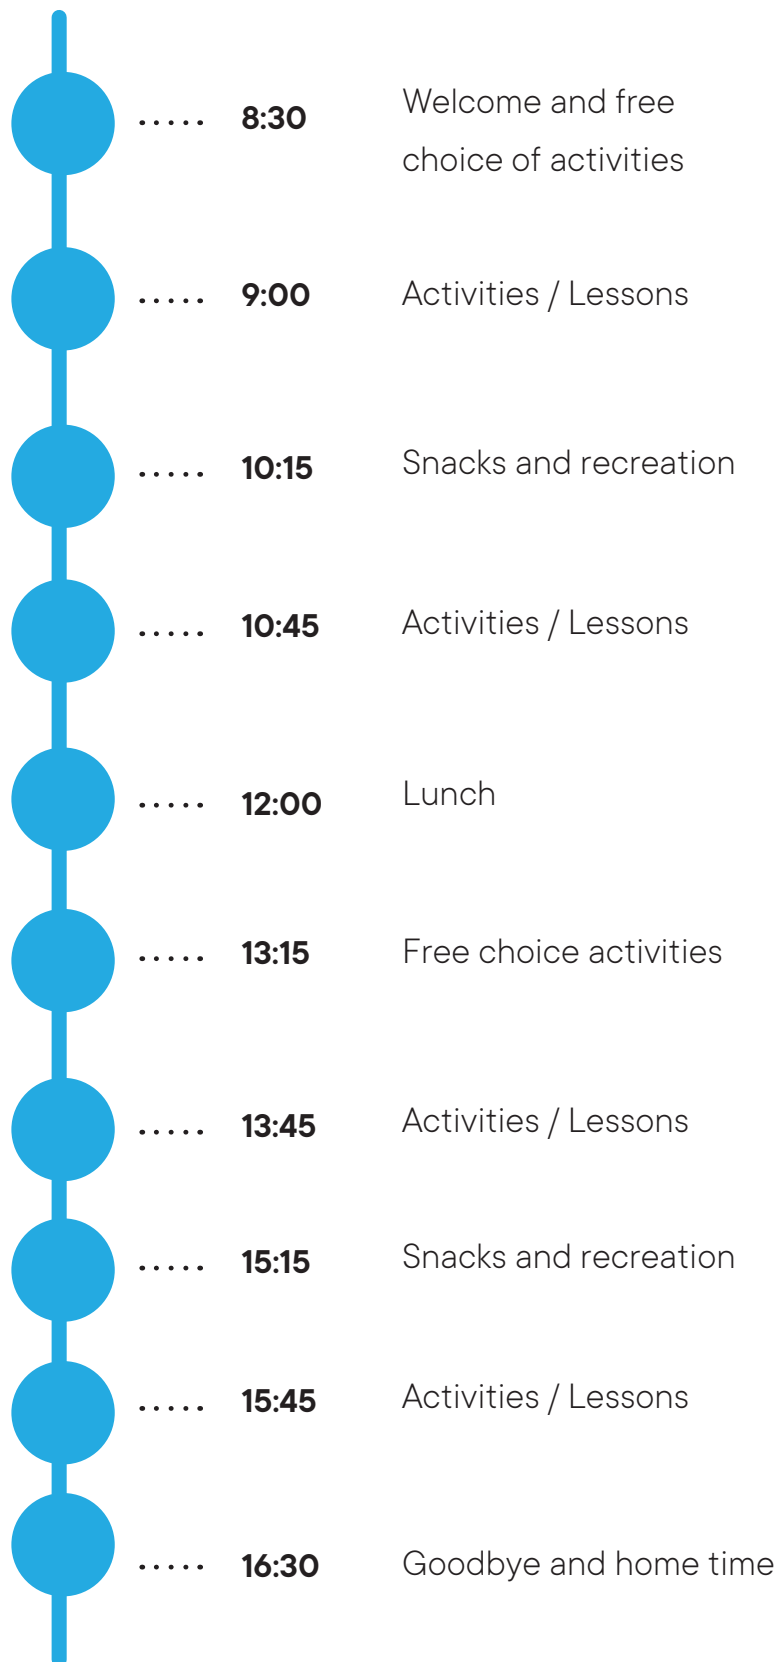 8:30 Welcome and free
choice of activities
9:00 Activities / Lessons
10:15 Snacks and recreation
10:45 Activities / Lessons
12:00 Lunch
13:15 Free choice activities
13:45 Activities / Lessons
15:15 Snacks and recreation
15:45 Activities / Lessons
16:30 Goodbye and home time